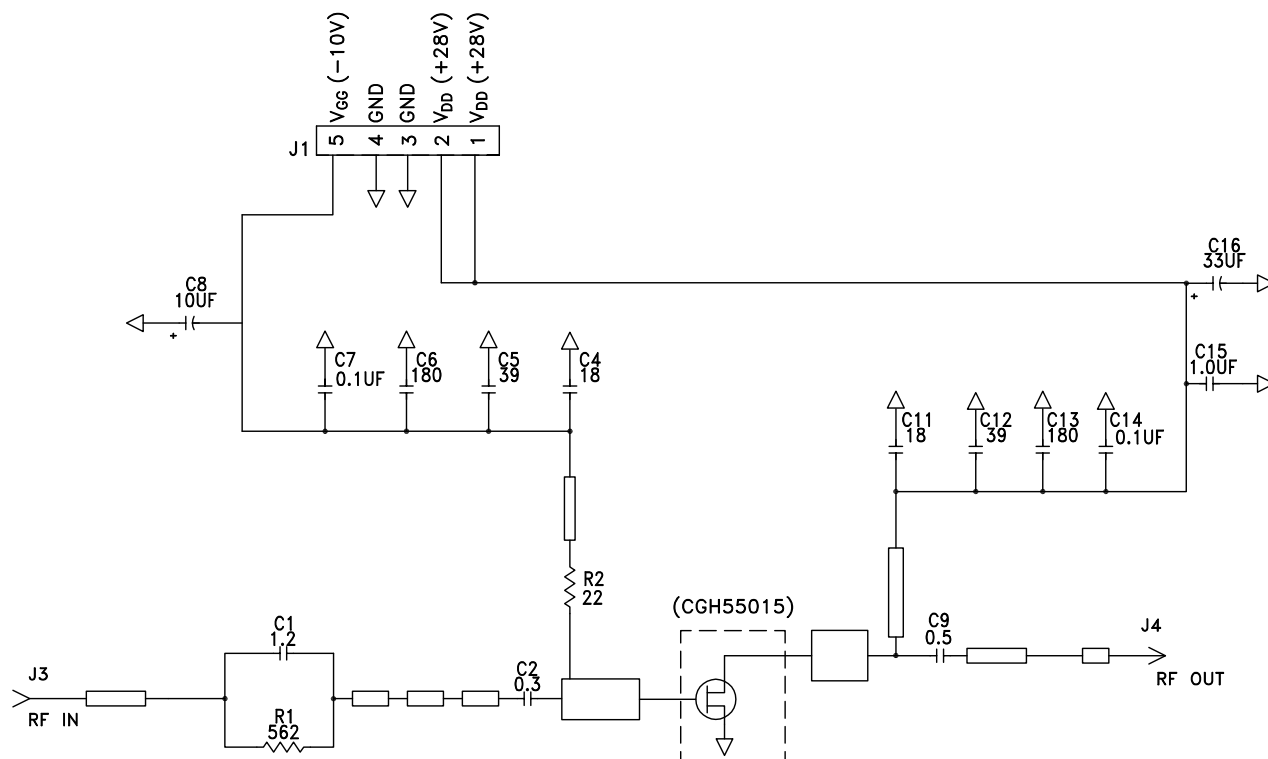 VGG (-10V)
GND
GND
VDD (+28V)
VDD (+28V)
J1
5
4
3
2
1
C16
33UF
+
C8
10UF
+
C15
1.0UF
C7
0.1UF
C6
180
C5
39
C4
18
C11
18
C12
39
C13
180
C14
0.1UF
R2
22
(CGH55015)
C1
1.2
C9
0.5
J4
RF OUT
J3
RF IN
C2
0.3
R1
562